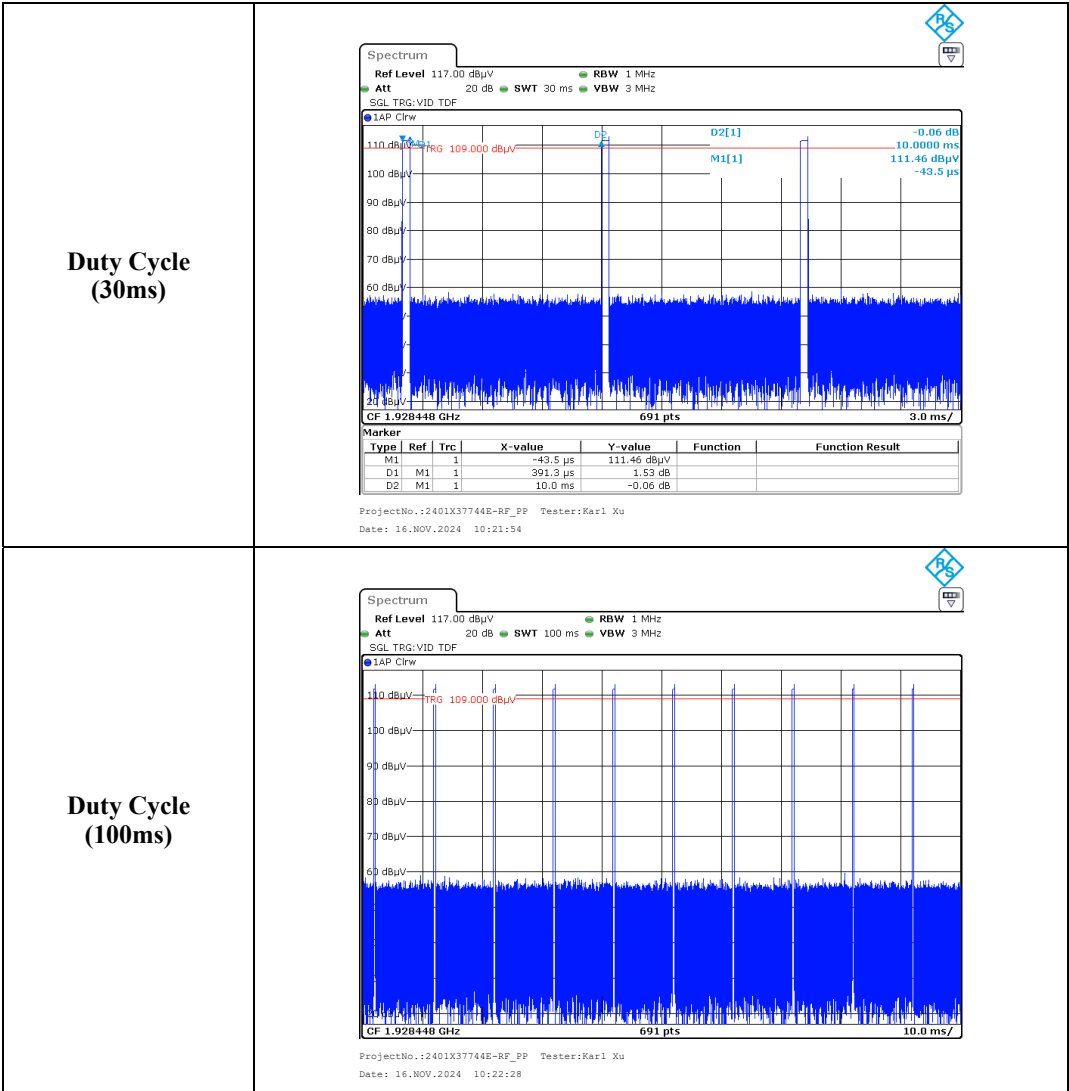 R/S
Spectrum
Ref Level 117.00 dBµV RBW 1 MHz
Att 20 dB SWT 30 ms VBW 3 MHz
SGL TRG:VID TDF
1AP Clrw
D2[1] -0.06 dB
10.0000 ms
M1[1] 111.46 dBµV
-43.5 µs
D2
110 dBµV
TRG 109.000 dBµV
100 dBµV
90 dBµV
80 dBµV
70 dBµV
60 dBµV
20 dBµV
CF 1.928448 GHz 691 pts 3.0 ms/
Duty Cycle
(30ms)
Marker
Type Ref Trc X-value Y-value Function Function Result
M1 1 -43.5 µs 111.46 dBµV
D1 M1 1 391.3 µs 1.53 dB
D2 M1 1 10.0 ms -0.06 dB
ProjectNo.:2401X37744E-RF_PP Tester:Karl Xu
Date: 16.NOV.2024 10:21:54
R/S
Spectrum
Ref Level 117.00 dBµV RBW 1 MHz
Att 20 dB SWT 100 ms VBW 3 MHz
SGL TRG:VID TDF
1AP Clrw
110 dBµV
TRG 109.000 dBµV
100 dBµV
90 dBµV
80 dBµV
70 dBµV
60 dBµV
CF 1.928448 GHz 691 pts 10.0 ms/
Duty Cycle
(100ms)
ProjectNo.:2401X37744E-RF_PP Tester:Karl Xu
Date: 16.NOV.2024 10:22:28